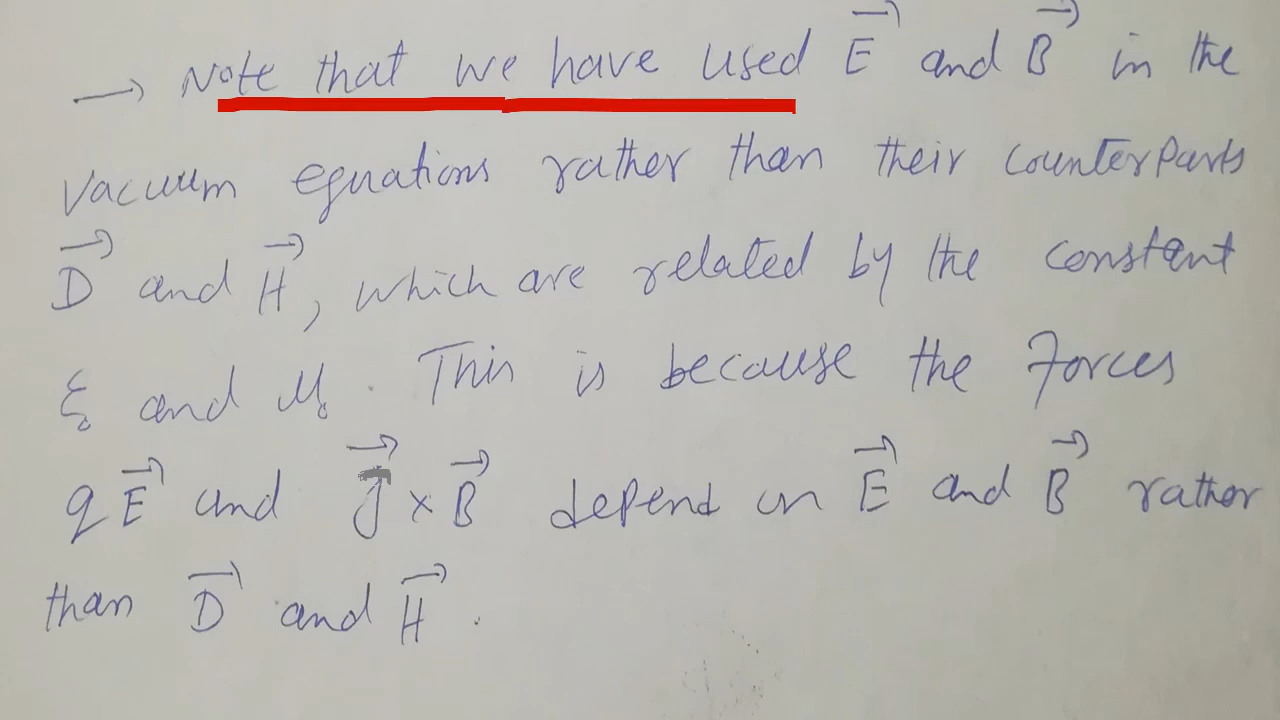 → Note that we have used E⃗ and B⃗ in the
vacuum equations rather than their counterparts
D⃗ and H⃗, which are related by the constant
ξ₀ and μ₀. This is because the Forces
qE⃗ and J⃗ × B⃗ depend on E⃗ and B⃗ rather
than D⃗ and H⃗.